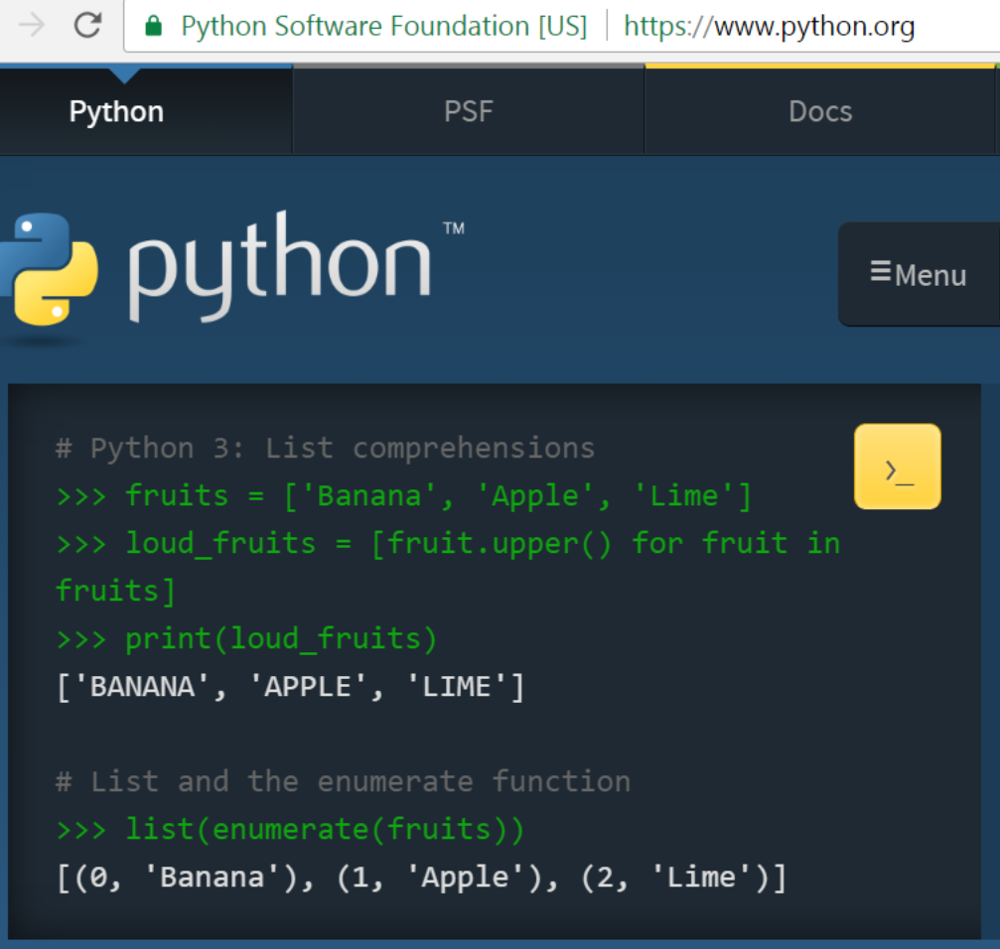 Python Software Foundation [US] https://www.python.org
Python PSF Docs
python™
☰Menu
# Python 3: List comprehensions
>>> fruits = ['Banana', 'Apple', 'Lime']
>>> loud_fruits = [fruit.upper() for fruit in
fruits]
>>> print(loud_fruits)
['BANANA', 'APPLE', 'LIME']
# List and the enumerate function
>>> list(enumerate(fruits))
[(0, 'Banana'), (1, 'Apple'), (2, 'Lime')]